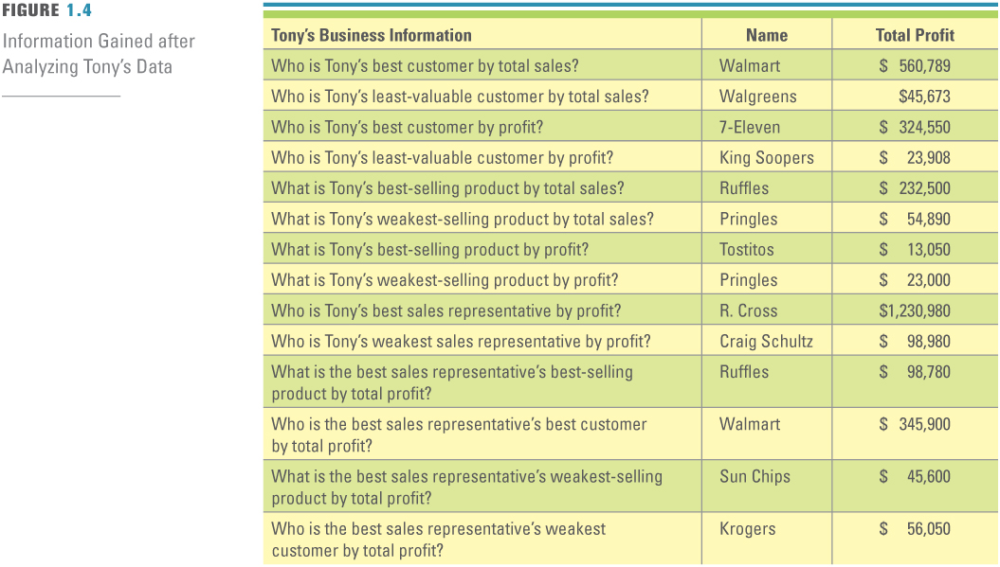 FIGURE 1.4
Information Gained after
Analyzing Tony's Data
Tony's Business Information Name Total Profit
Who is Tony's best customer by total sales? Walmart $ 560,789
Who is Tony's least-valuable customer by total sales? Walgreens $45,673
Who is Tony's best customer by profit? 7-Eleven $ 324,550
Who is Tony's least-valuable customer by profit? King Soopers $ 23,908
What is Tony's best-selling product by total sales? Ruffles $ 232,500
What is Tony's weakest-selling product by total sales? Pringles $ 54,890
What is Tony's best-selling product by profit? Tostitos $ 13,050
What is Tony's weakest-selling product by profit? Pringles $ 23,000
Who is Tony's best sales representative by profit? R. Cross $1,230,980
Who is Tony's weakest sales representative by profit? Craig Schultz $ 98,980
What is the best sales representative's best-selling Ruffles $ 98,780
product by total profit?
Who is the best sales representative's best customer Walmart $ 345,900
by total profit?
What is the best sales representative's weakest-selling Sun Chips $ 45,600
product by total profit?
Who is the best sales representative's weakest Krogers $ 56,050
customer by total profit?